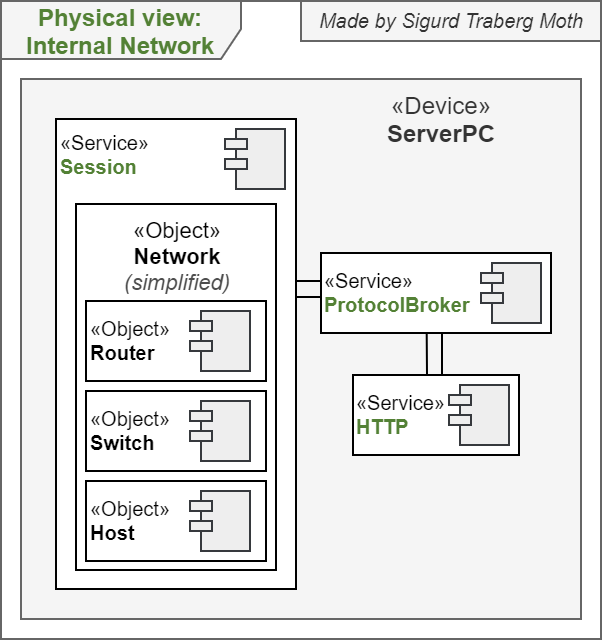 Physical view:
Internal Network
Made by Sigurd Traberg Moth
«Device»
ServerPC
«Service»
Session
«Object»
Network
(simplified)
«Object»
Router
«Object»
Switch
«Object»
Host
«Service»
ProtocolBroker
«Service»
HTTP